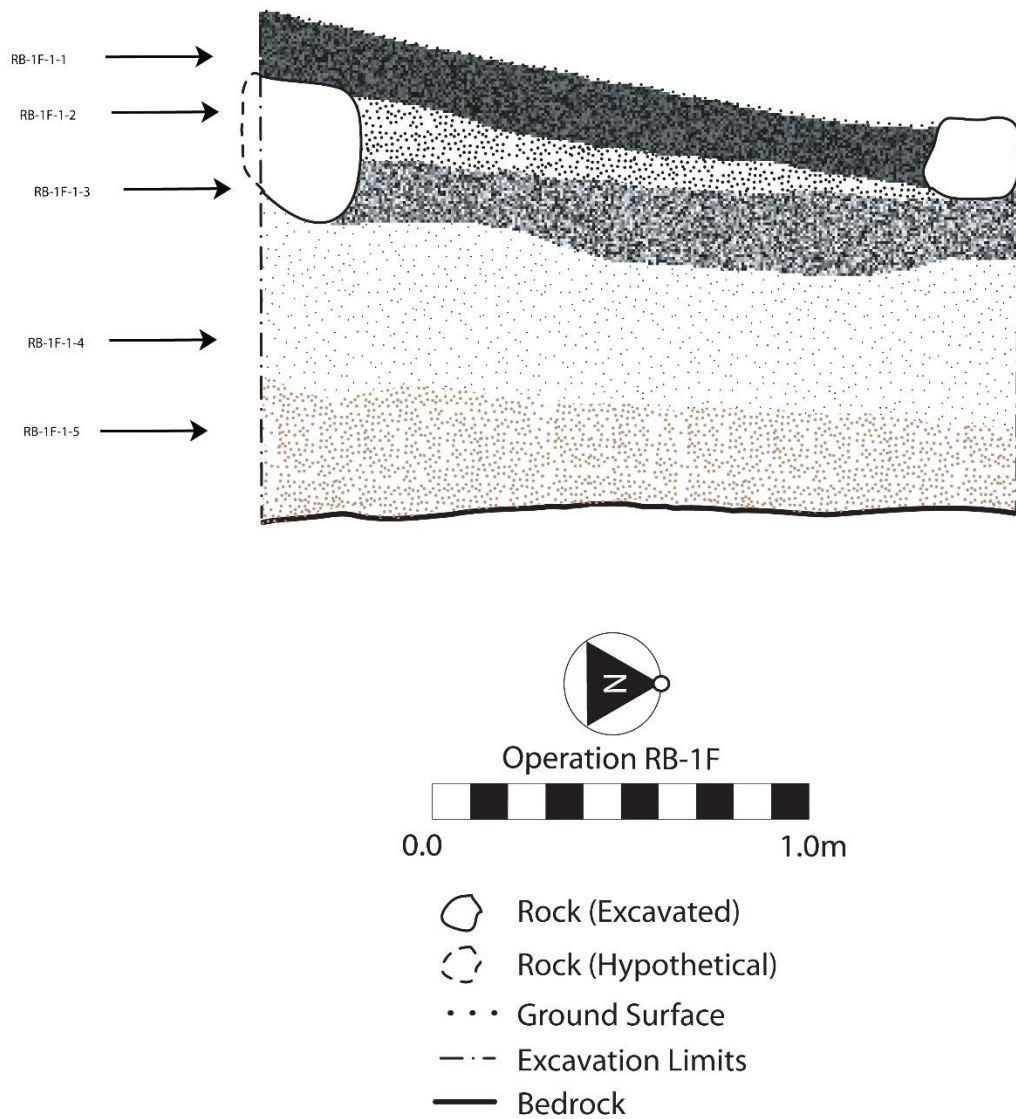 RB-1F-1-1
RB-1F-1-2
RB-1F-1-3
RB-1F-1-4
RB-1F-1-5
N
Operation RB-1F
0.0 1.0m
Rock (Excavated)
Rock (Hypothetical)
Ground Surface
Excavation Limits
Bedrock